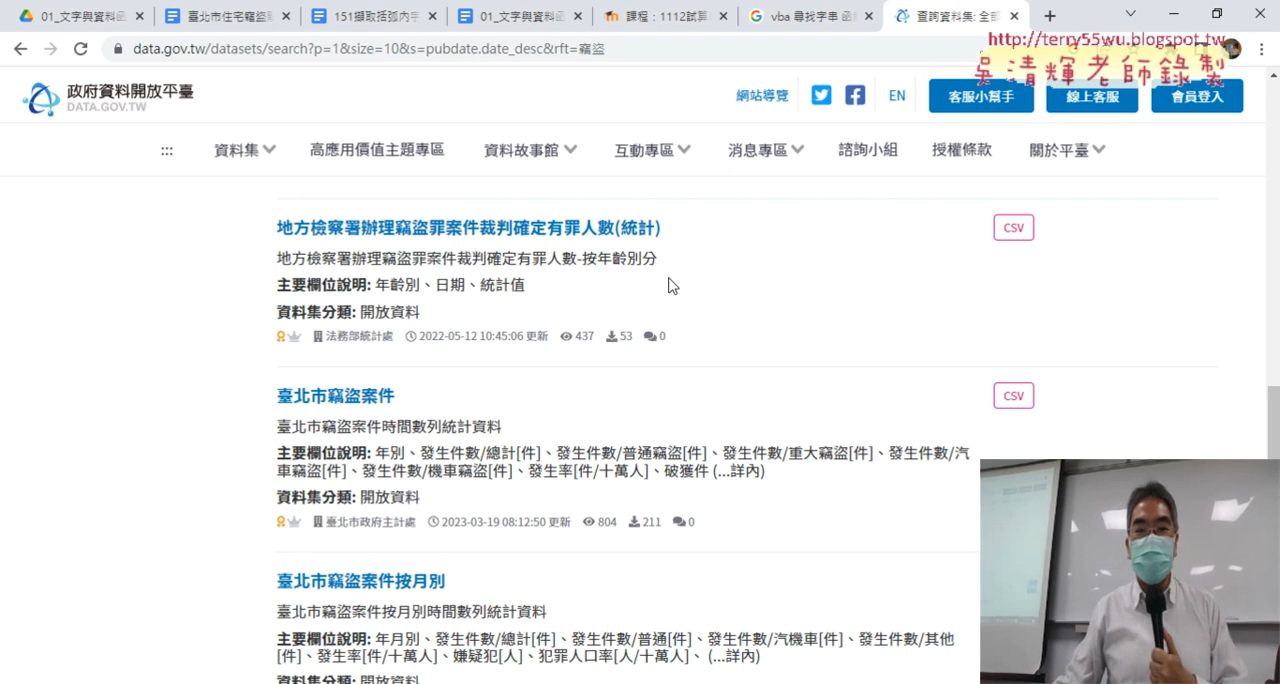 01_文字與資料函
臺北市住宅竊盜
151擷取括弧內字
01_文字與資料函
課程：1112試算
vba 尋找字串 函
查詢資料集: 全部
data.gov.tw/datasets/search?p=1&size=10&s=pubdate.date_desc&rft=竊盜
http://terry55wu.blogspot.tw
吳清輝老師錄製
政府資料開放平臺
DATA.GOV.TW
網站導覽
EN
客服小幫手
線上客服
會員登入
:::
資料集
高應用價值主題專區
資料故事館
互動專區
消息專區
諮詢小組
授權條款
關於平臺
地方檢察署辦理竊盜罪案件裁判確定有罪人數(統計)
CSV
地方檢察署辦理竊盜罪案件裁判確定有罪人數-按年齡別分
主要欄位說明: 年齡別、日期、統計值
資料集分類: 開放資料
法務部統計處 2022-05-12 10:45:06 更新 437 53 0
臺北市竊盜案件
CSV
臺北市竊盜案件時間數列統計資料
主要欄位說明: 年別、發生件數/總計[件]、發生件數/普通竊盜[件]、發生件數/重大竊盜[件]、發生件數/汽
車竊盜[件]、發生件數/機車竊盜[件]、發生率[件/十萬人]、破獲件 (...詳內)
資料集分類: 開放資料
臺北市政府主計處 2023-03-19 08:12:50 更新 804 211 0
臺北市竊盜案件按月別
臺北市竊盜案件按月別時間數列統計資料
主要欄位說明: 年月別、發生件數/總計[件]、發生件數/普通[件]、發生件數/汽機車[件]、發生件數/其他
[件]、發生率[件/十萬人]、嫌疑犯[人]、犯罪人口率[人/十萬人]、 (...詳內)
資料集分類: 開放資料